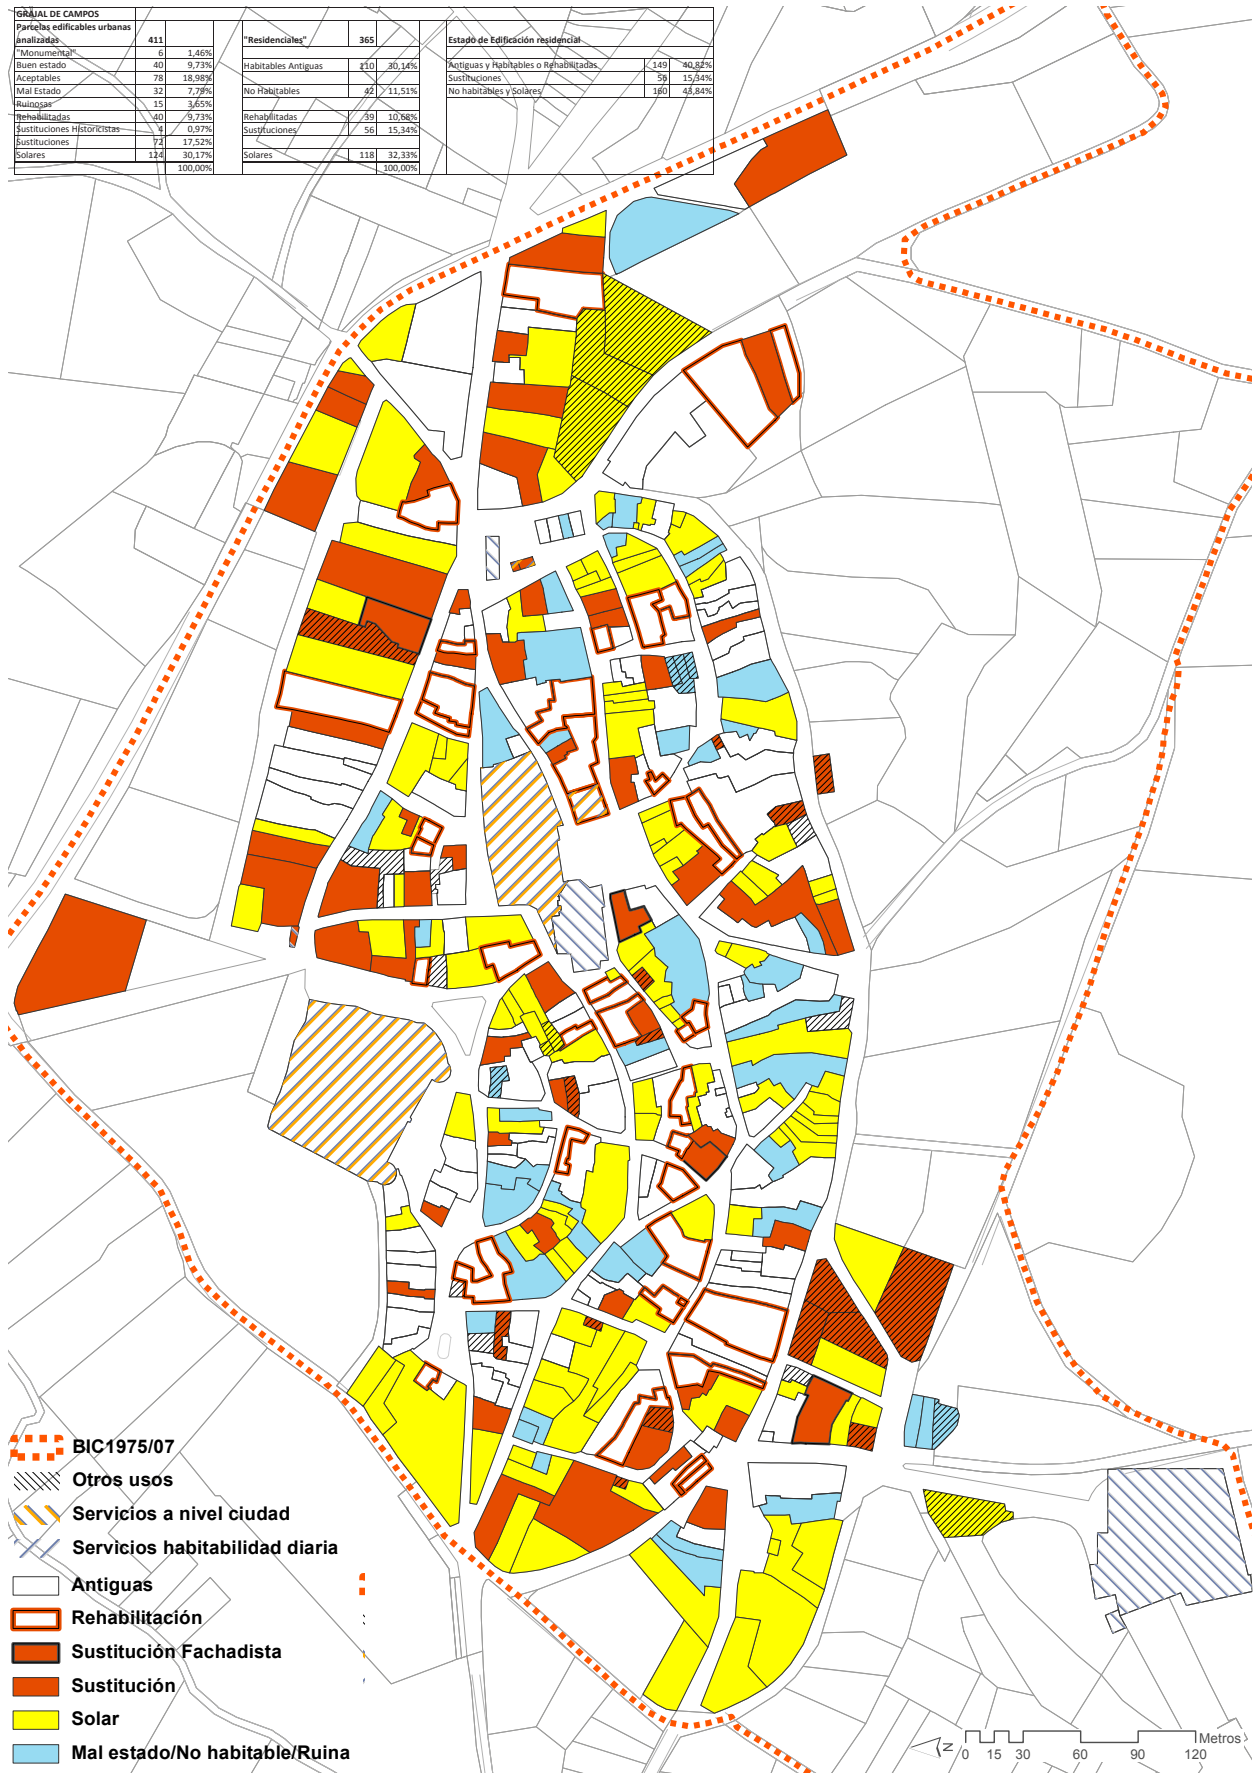 GRAJAL DE CAMPOS
Parcelas edificables urbanas analizadas 411 "Residenciales" 365 Estado de Edificación residencial
"Monumental" 6 1,46%
Buen estado 40 9,73% Habitables Antiguas 110 30,14% Antiguas y Habitables o Rehabilitadas 149 40,82%
Aceptables 78 18,98% Sustituciones 56 15,34%
Mal Estado 32 7,79% No Habitables 42 11,51% No habitables y Solares 160 43,84%
Ruinosas 15 3,65%
Rehabilitadas 40 9,73% Rehabilitadas 39 10,68%
Sustituciones Historicistas 4 0,97% Sustituciones 56 15,34%
Sustituciones 72 17,52%
Solares 124 30,17% Solares 118 32,33%
100,00% 100,00%
BIC1975/07
Otros usos
Servicios a nivel ciudad
Servicios habitabilidad diaria
Antiguas
Rehabilitación
Sustitución Fachadista
Sustitución
Solar
Mal estado/No habitable/Ruina
N
Metros
0 15 30 60 90 120